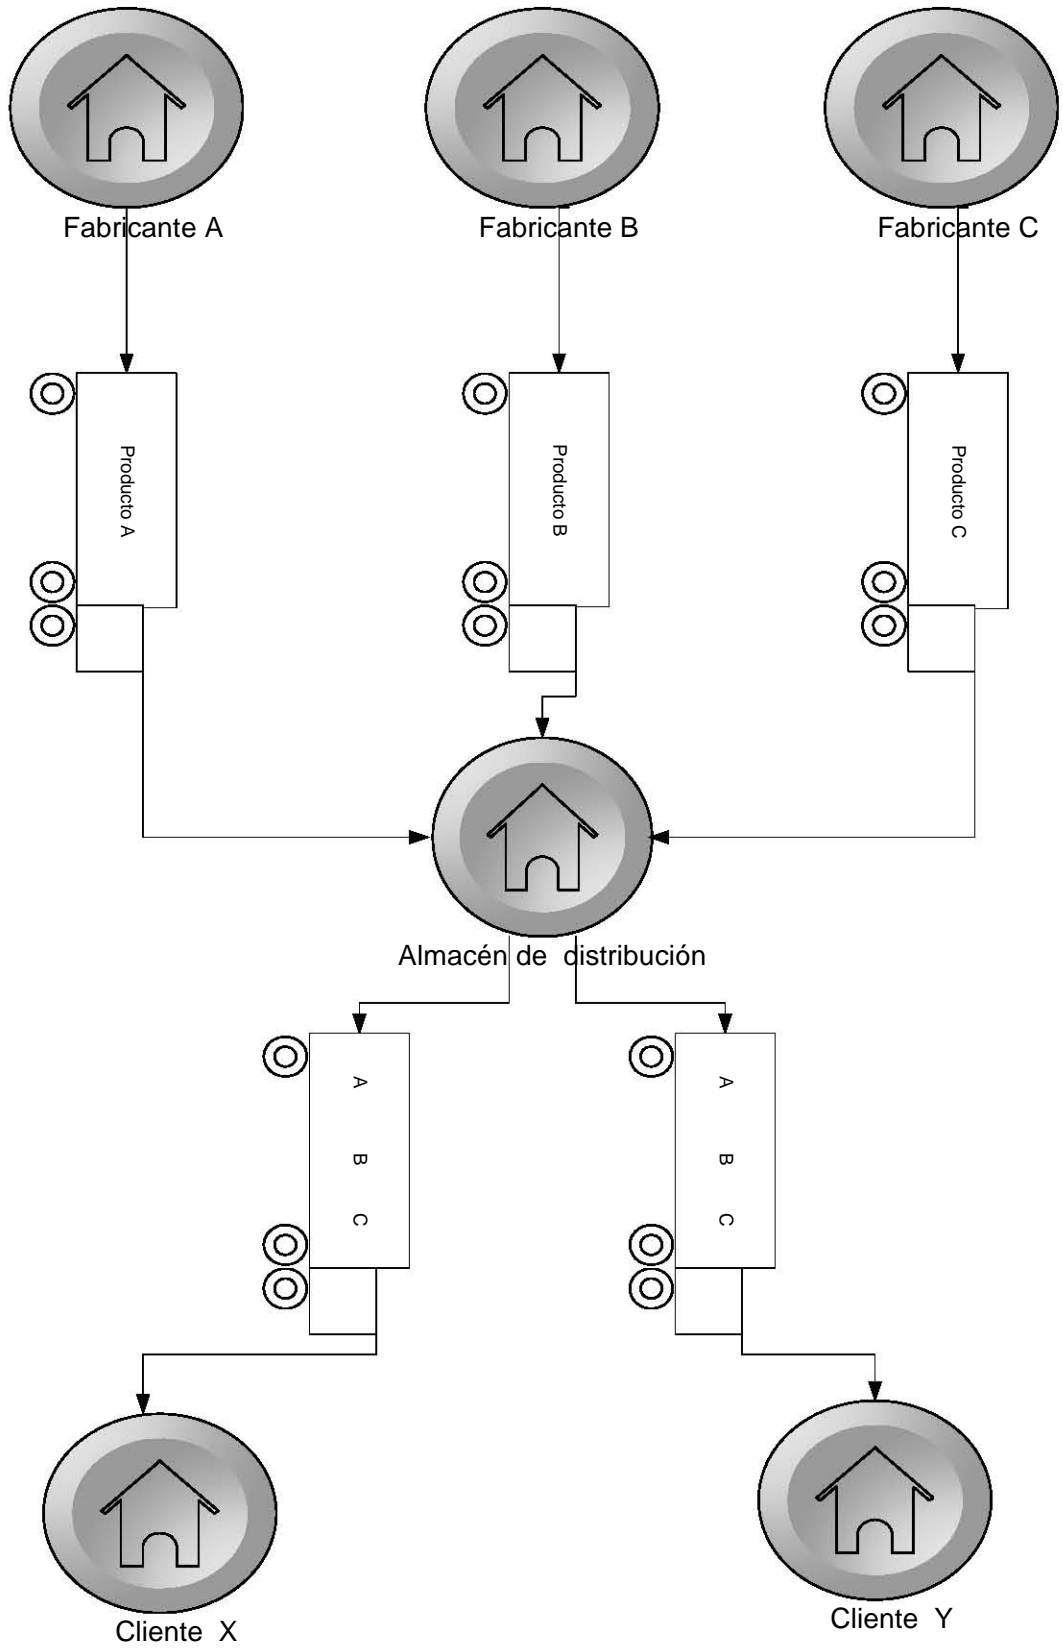 Fabricante A
Fabricante B
Fabricante C
Producto A
Producto B
Producto C
Almacén de distribución
A B C
A B C
Cliente X
Cliente Y